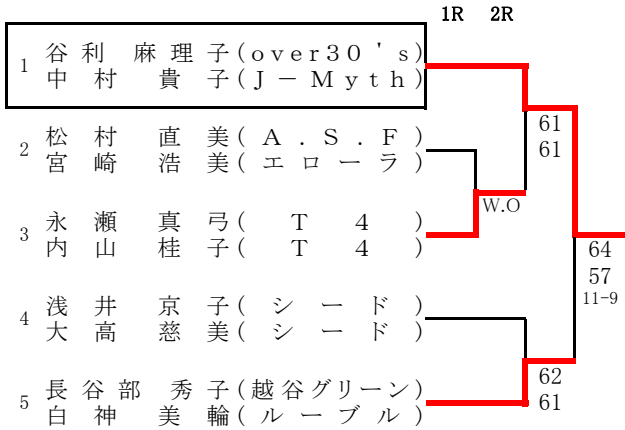 1R 2R
1 谷利 麻理子(over30's)
中村 貴子(J－Myth)
61
61
2 松村 直美(A.S.F)
宮崎 浩美(エローラ)
W.O
3 永瀬 真弓(T4)
内山 桂子(T4)
64
57
11-9
4 浅井 京子(シード)
大高 慈美(シード)
62
61
5 長谷部 秀子(越谷グリーン)
白神 美輪(ルーブル)